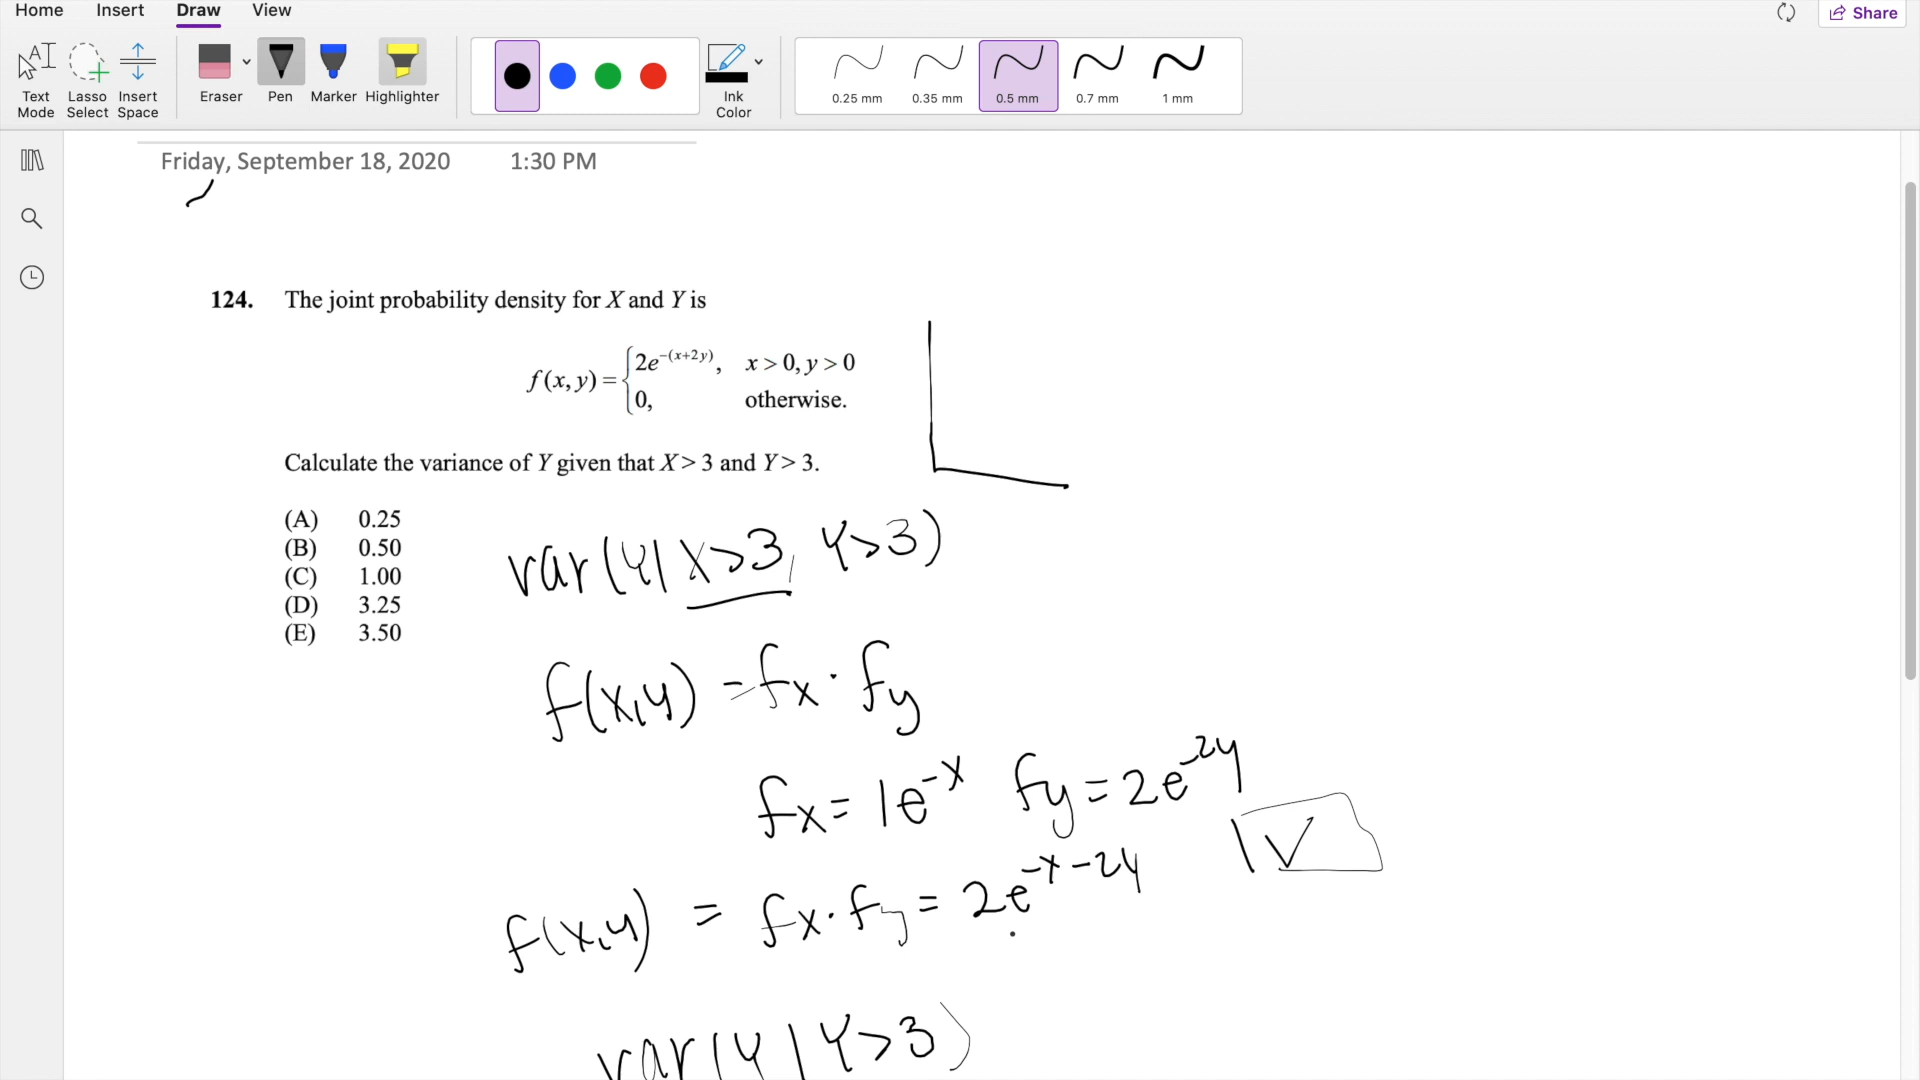 Home Insert Draw View
Share
Text Mode
Lasso Select
Insert Space
Eraser
Pen
Marker
Highlighter
Ink Color
0.25 mm
0.35 mm
0.5 mm
0.7 mm
1 mm
Friday, September 18, 2020 1:30 PM
124. The joint probability density for X and Y is
f(x, y) = { 2e^{-(x+2y)}, x > 0, y > 0
0, otherwise.
Calculate the variance of Y given that X > 3 and Y > 3.
(A) 0.25
(B) 0.50
(C) 1.00
(D) 3.25
(E) 3.50
var(Y|X>3, Y>3)
f(x,y) = fx · fy
fx = 1e^{-x} fy = 2e^{-2y}
f(x,y) = fx · fy = 2e^{-x-2y}
var(Y|Y>3)